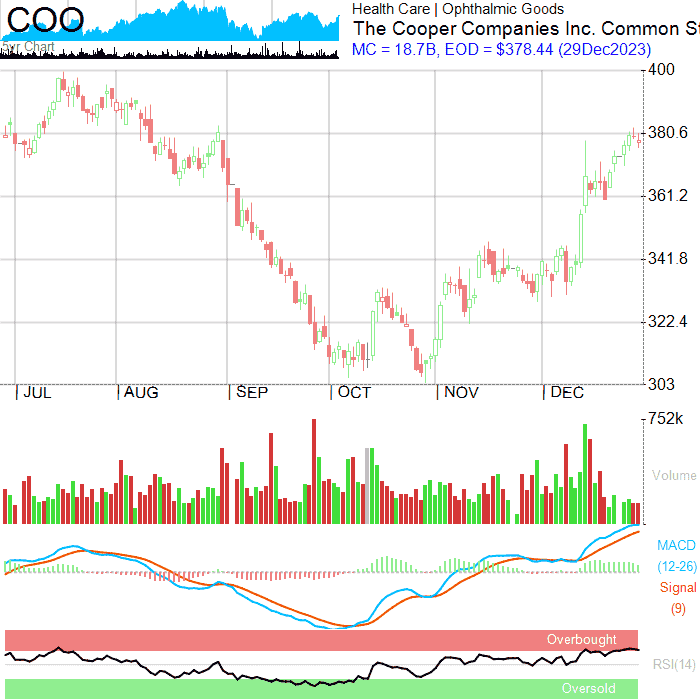 COO
5yr Chart
Health Care | Ophthalmic Goods
The Cooper Companies Inc. Common St
MC = 18.7B, EOD = $378.44 (29Dec2023)
400
380.6
361.2
341.8
322.4
303
JUL AUG SEP OCT NOV DEC
752k
Volume
MACD
(12-26)
Signal
(9)
Overbought
RSI(14)
Oversold